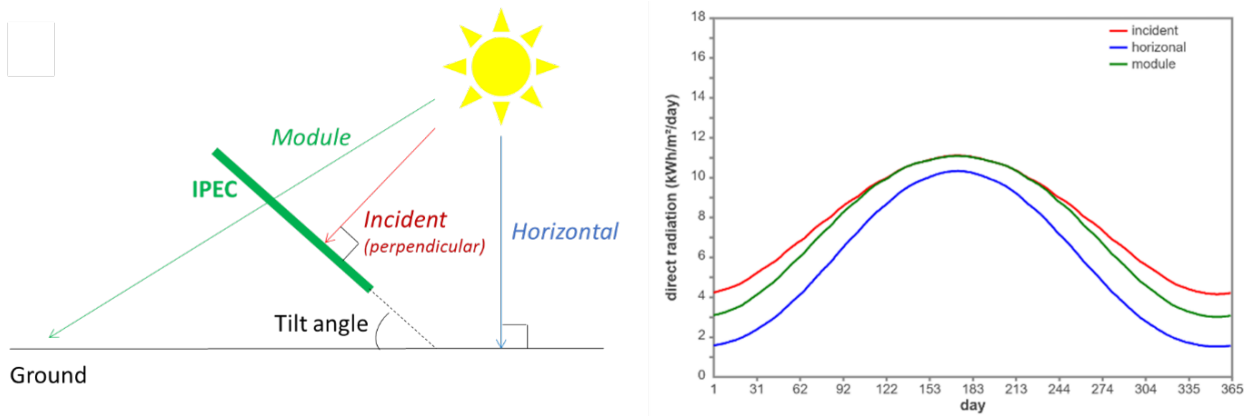 Module
IPEC
Incident
(perpendicular)
Horizontal
Tilt angle
Ground
direct radiation (kWh/m²/day)
18
16
14
12
10
8
6
4
2
0
incident
horizonal
module
1 31 62 92 122 153 183 213 244 274 304 335 365
day